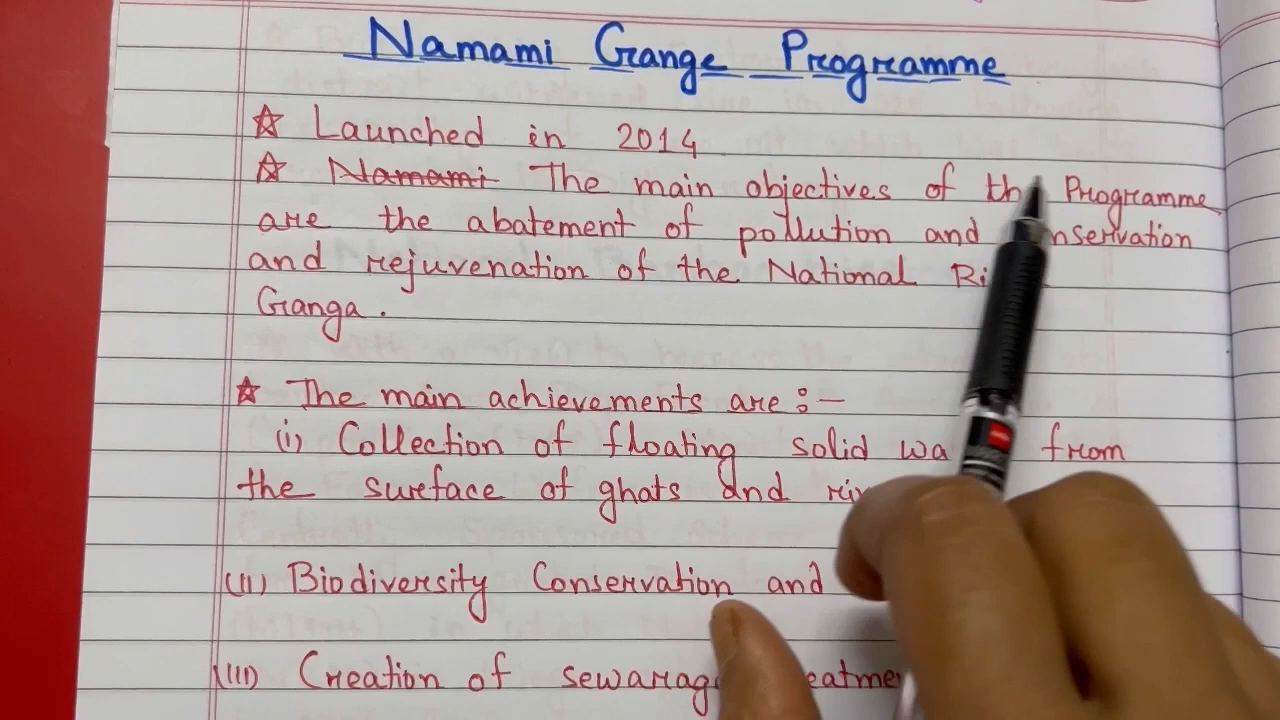 Namami Gange Programme
☆ Launched in 2014
☆ Namami The main objectives of the Programme
are the abatement of pollution and conservation
and rejuvenation of the National River
Ganga.
☆ The main achievements are :-
(i) Collection of floating solid from
the surface of ghats and
(II) Biodiversity Conservation and
(III) Creation of